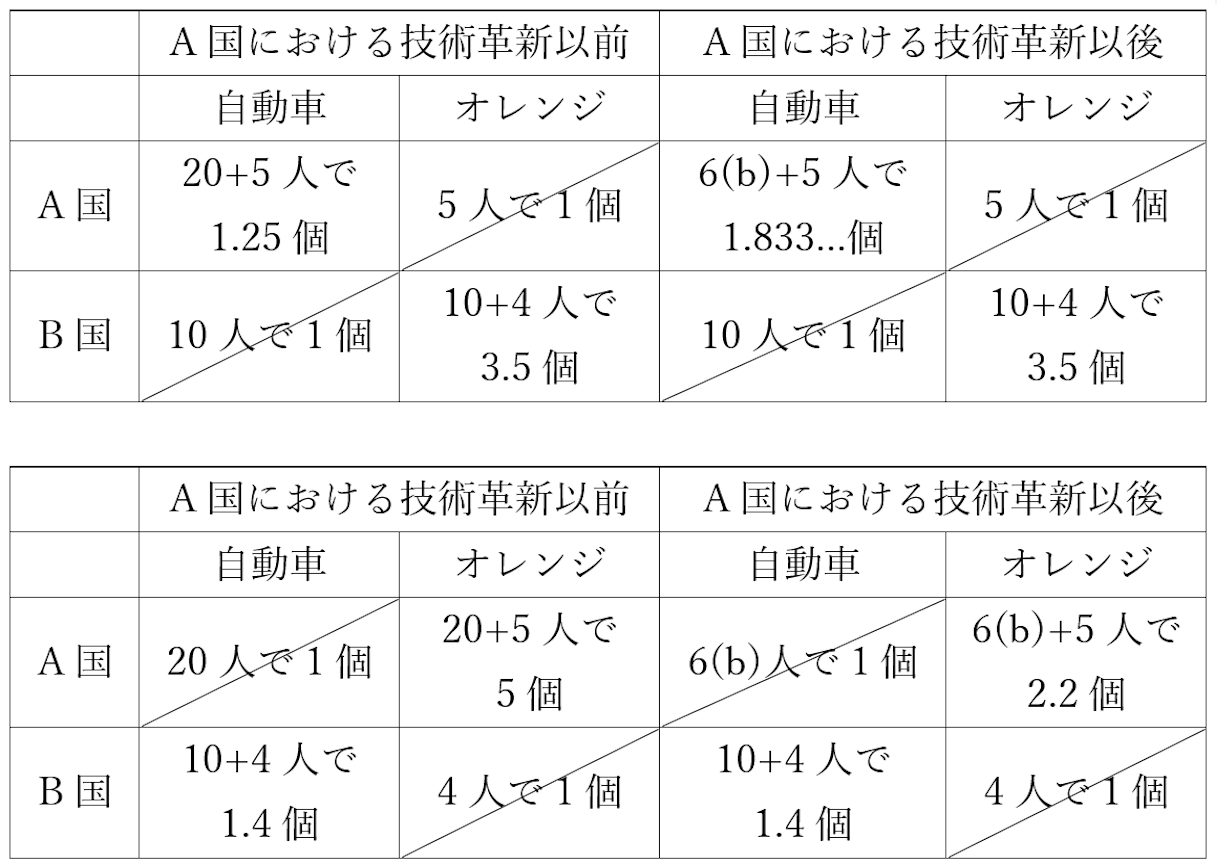 A 国における技術革新以前 A 国における技術革新以後
自動車 オレンジ 自動車 オレンジ
A 国 20+5 人で 1.25 個 5 人で 1 個 6(b)+5 人で 1.833...個 5 人で 1 個
B 国 10 人で 1 個 10+4 人で 3.5 個 10 人で 1 個 10+4 人で 3.5 個
A 国における技術革新以前 A 国における技術革新以後
自動車 オレンジ 自動車 オレンジ
A 国 20 人で 1 個 20+5 人で 5 個 6(b)人で 1 個 6(b)+5 人で 2.2 個
B 国 10+4 人で 1.4 個 4 人で 1 個 10+4 人で 1.4 個 4 人で 1 個